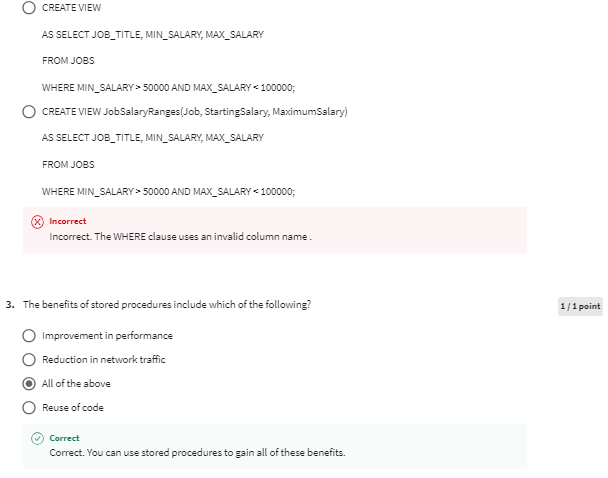 CREATE VIEW
AS SELECT JOB_TITLE, MIN_SALARY, MAX_SALARY
FROM JOBS
WHERE MIN_SALARY > 50000 AND MAX_SALARY < 100000;
CREATE VIEW JobSalaryRanges(Job, StartingSalary, MaximumSalary)
AS SELECT JOB_TITLE, MIN_SALARY, MAX_SALARY
FROM JOBS
WHERE MIN_SALARY > 50000 AND MAX_SALARY < 100000;
Incorrect
Incorrect. The WHERE clause uses an invalid column name .
3. The benefits of stored procedures include which of the following?
1 / 1 point
Improvement in performance
Reduction in network traffic
All of the above
Reuse of code
Correct
Correct. You can use stored procedures to gain all of these benefits.